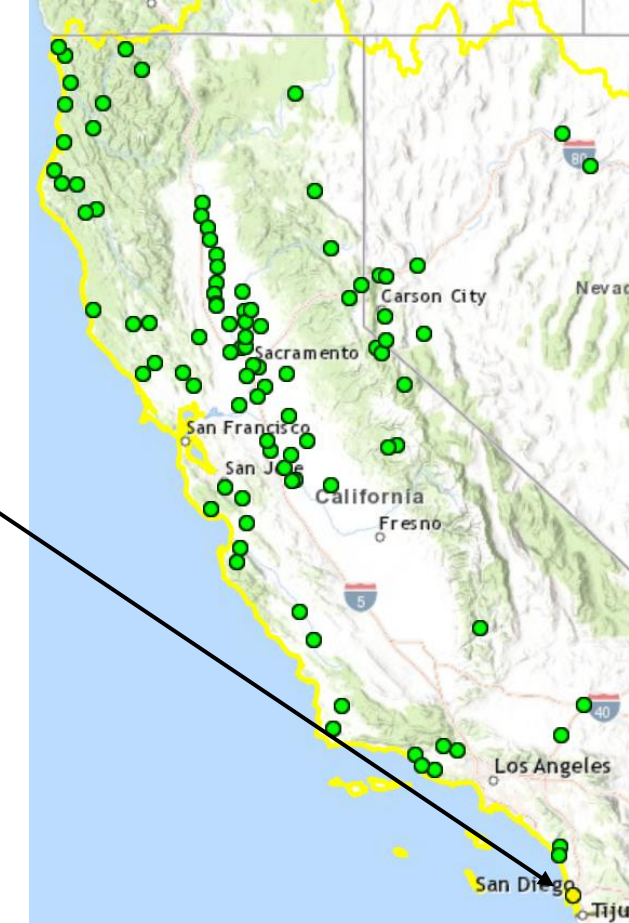 80
Carson City
Nevad
Sacramento
San Francisco
San Jose
California
Fresno
5
40
Los Angeles
San Diego
Tiju